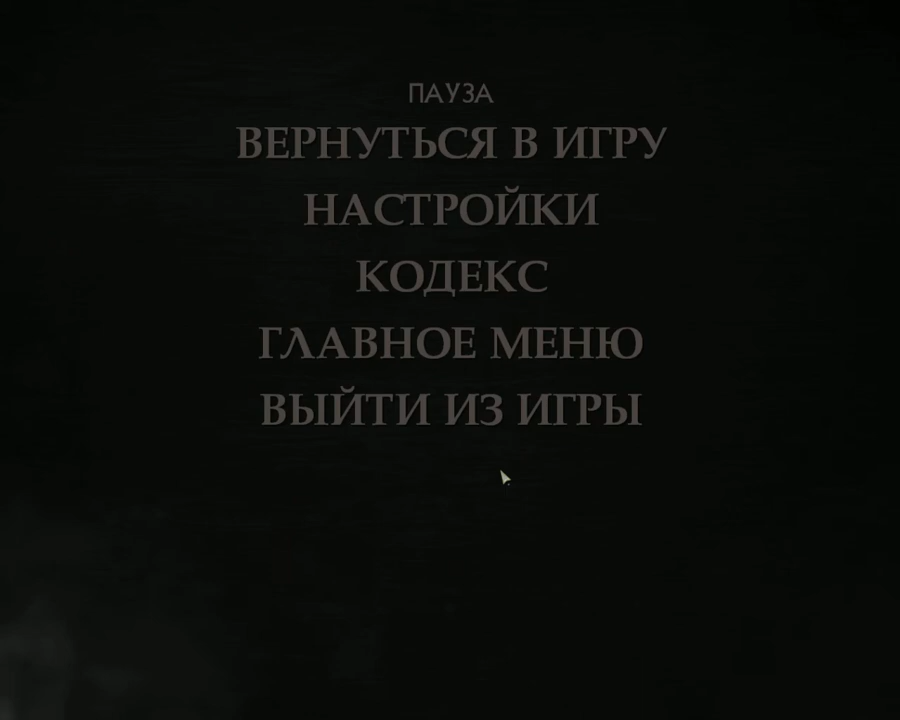 ПАУЗА
ВЕРНУТЬСЯ В ИГРУ
НАСТРОЙКИ
КОДЕКС
ГЛАВНОЕ МЕНЮ
ВЫЙТИ ИЗ ИГРЫ